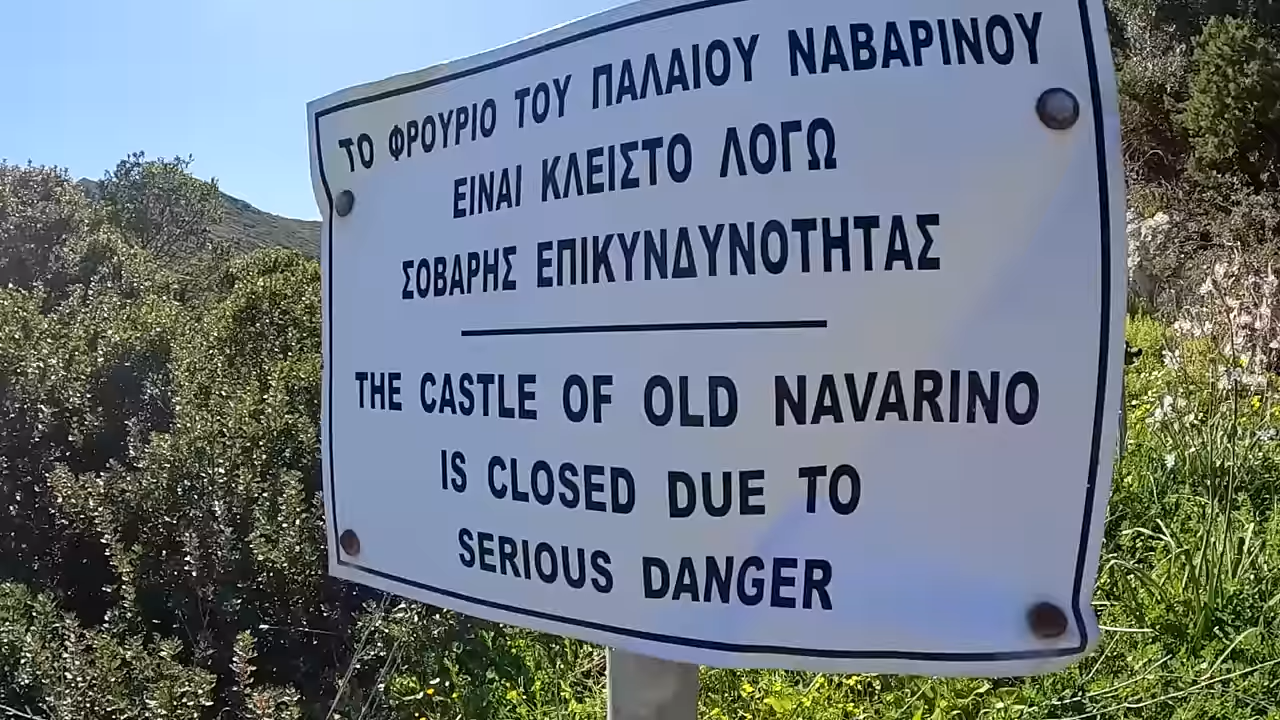 ΤΟ ΦΡΟΥΡΙΟ ΤΟΥ ΠΑΛΑΙΟΥ ΝΑΒΑΡΙΝΟΥ
ΕΙΝΑΙ ΚΛΕΙΣΤΟ ΛΟΓΩ
ΣΟΒΑΡΗΣ ΕΠΙΚΥΝΔΥΝΟΤΗΤΑΣ
THE CASTLE OF OLD NAVARINO
IS CLOSED DUE TO
SERIOUS DANGER